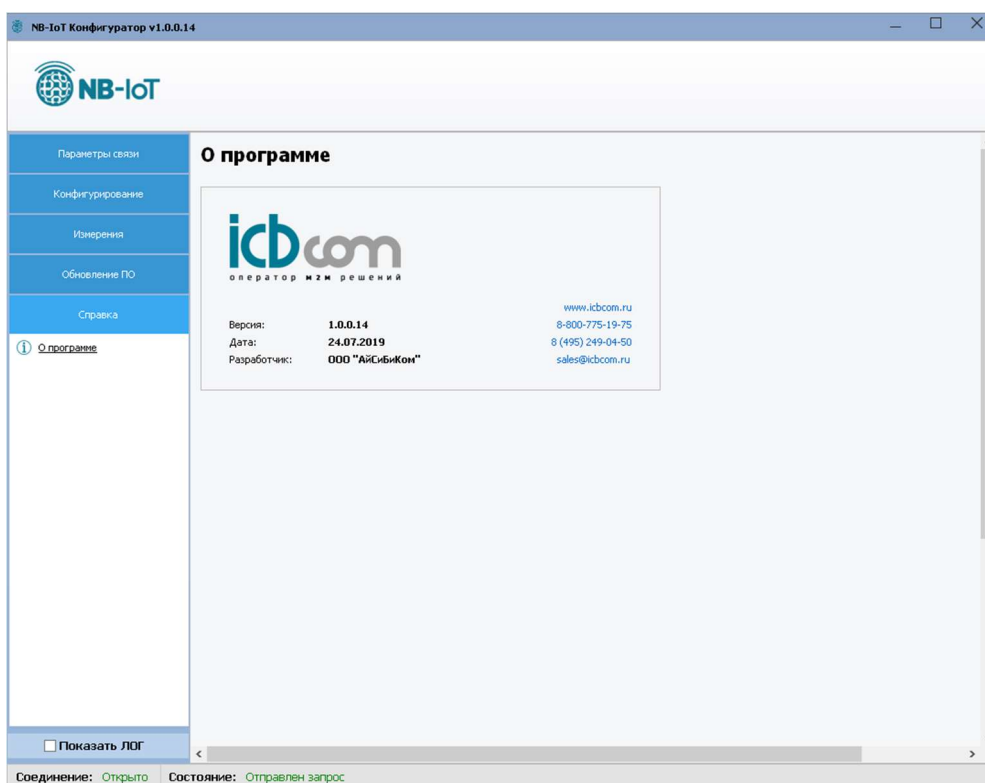 NB-IoT Конфигуратор v1.0.0.14
NB-IoT
Параметры связи
Конфигурирование
Измерения
Обновление ПО
Справка
О программе
Показать ЛОГ
О программе
icbcom
оператор м2м решений
www.icbcom.ru
Версия: 1.0.0.14 8-800-775-19-75
Дата: 24.07.2019 8 (495) 249-04-50
Разработчик: ООО "АйСиБиКом" sales@icbcom.ru
Соединение: Открыто Состояние: Отправлен запрос